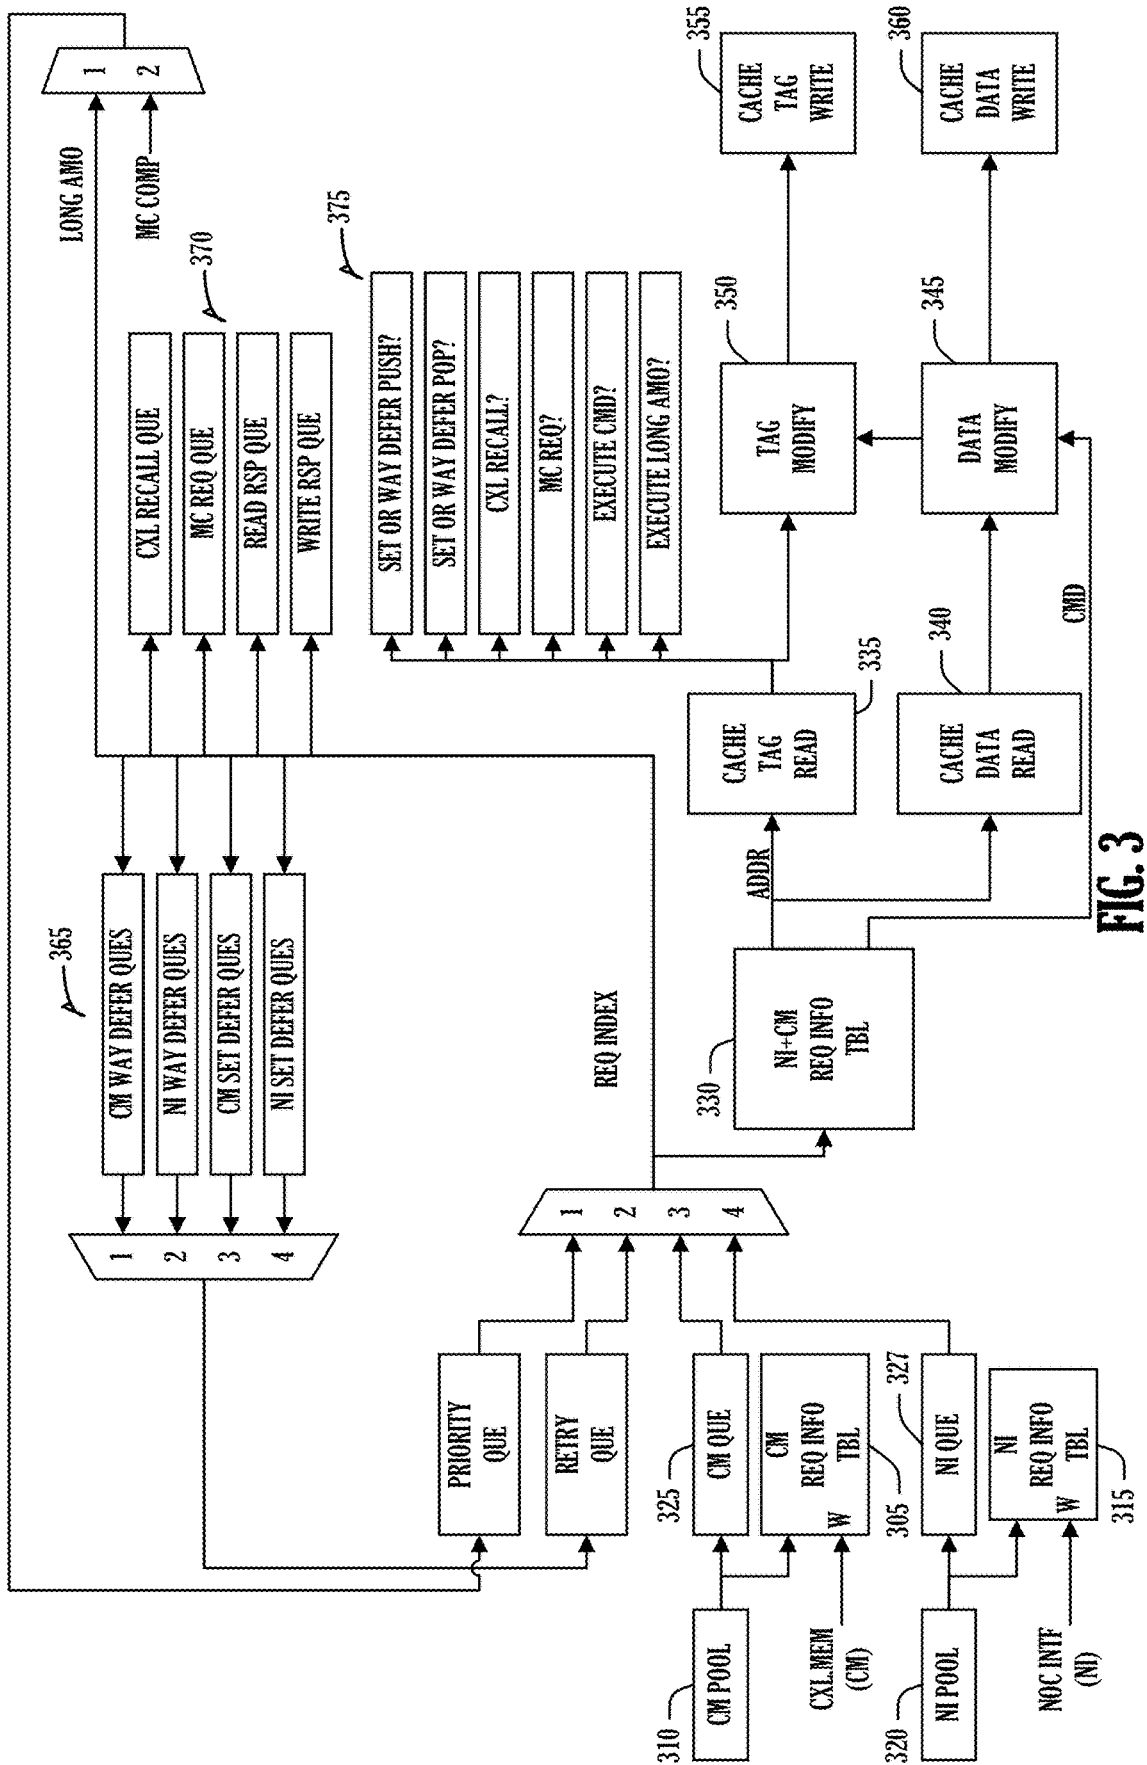 1
2
LONG AMO
MC COMP
365
CM WAY DEFER QUES
NI WAY DEFER QUES
CM SET DEFER QUES
NI SET DEFER QUES
1
2
3
4
370
CXL RECALL QUE
MC REQ QUE
READ RSP QUE
WRITE RSP QUE
375
SET OR WAY DEFER PUSH?
SET OR WAY DEFER POP?
CXL RECALL?
MC REQ?
EXECUTE CMD?
EXECUTE LONG AMO?
PRIORITY
QUE
RETRY
QUE
1
2
3
4
REQ INDEX
310
CM POOL
325
CM QUE
CM
REQ INFO
TBL
W
305
CXL.MEM
(CM)
320
NI POOL
327
NI QUE
NI
REQ INFO
TBL
W
315
NOC INTF
(NI)
330
NI+CM
REQ INFO
TBL
ADDR
CACHE
TAG
READ
335
340
CACHE
DATA
READ
CMD
350
TAG
MODIFY
345
DATA
MODIFY
355
CACHE
TAG
WRITE
360
CACHE
DATA
WRITE
FIG. 3